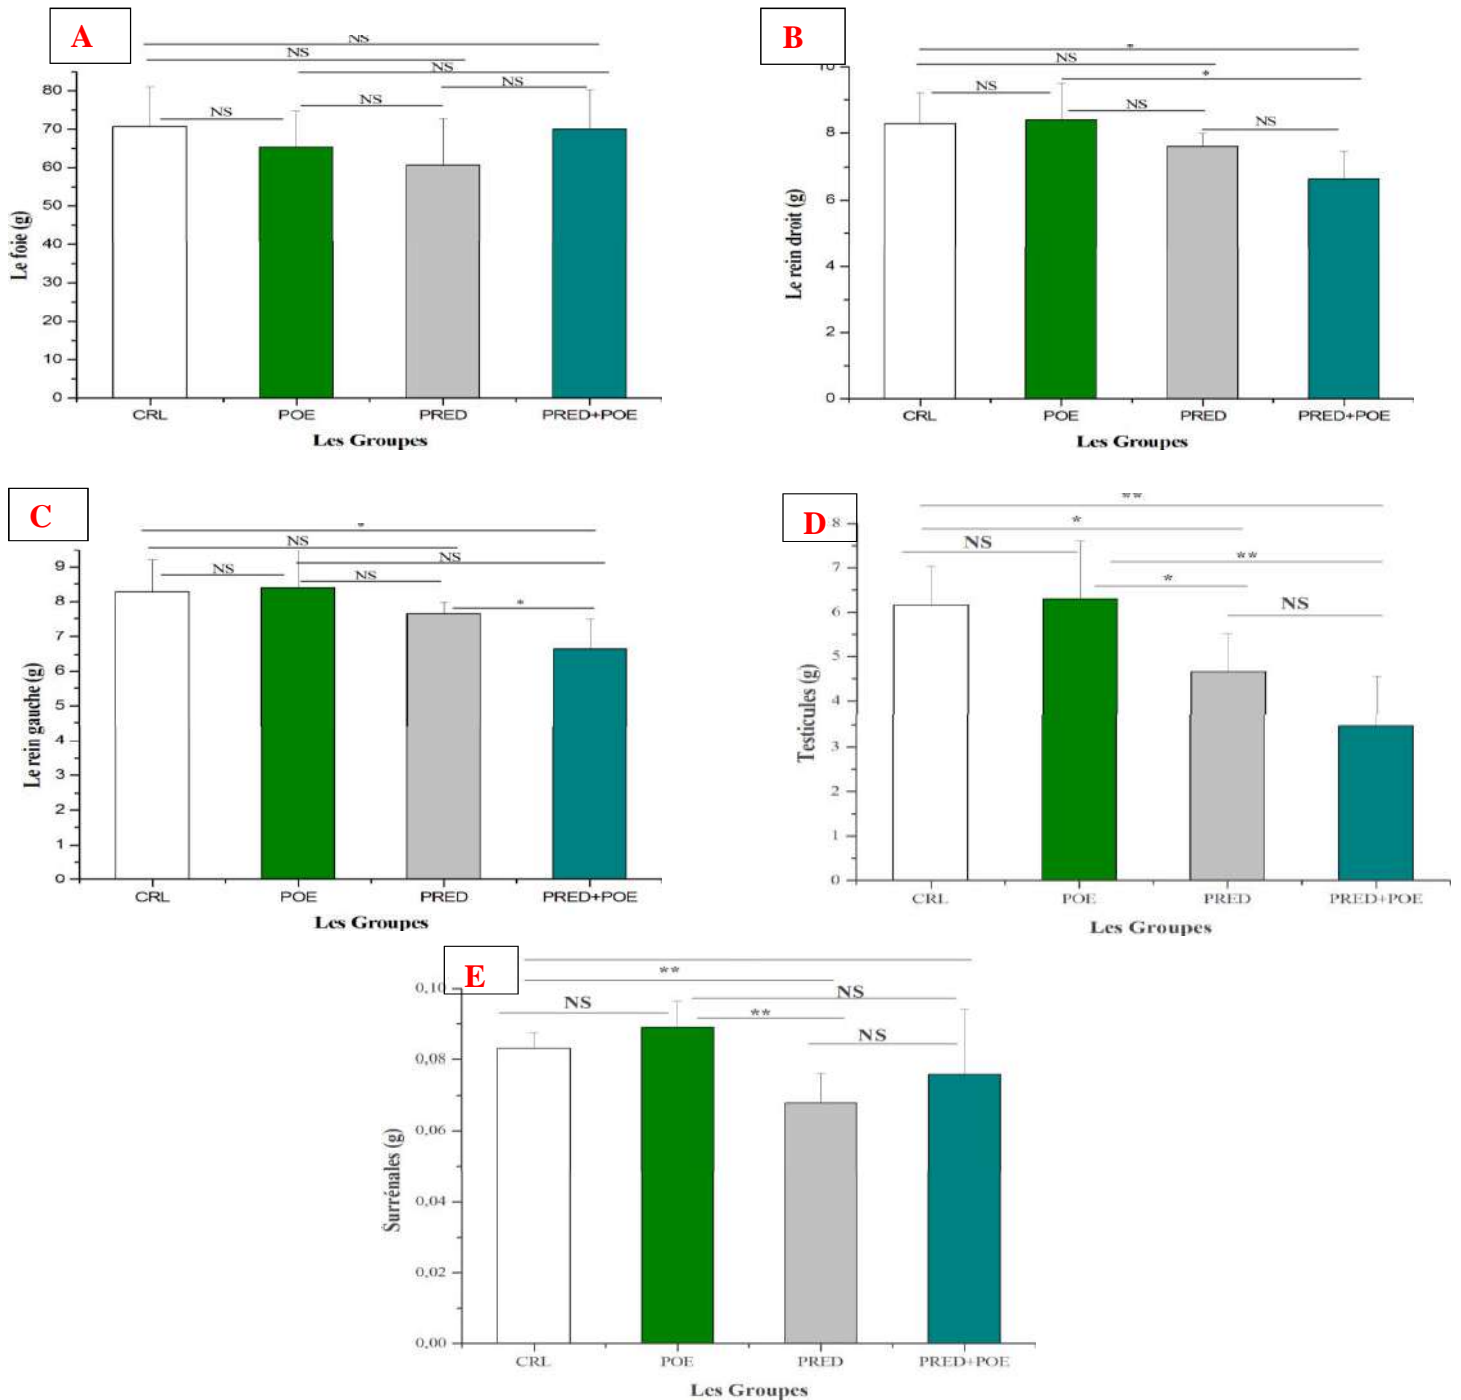 A
NS
NS
NS
NS
NS
NS
80
70
60
50
40
30
20
10
0
Le foie (g)
CRL POE PRED PRED+POE
Les Groupes
B
*
NS
*
NS
NS
NS
10
8
6
4
2
0
Le rein droit (g)
CRL POE PRED PRED+POE
Les Groupes
C
*
NS
NS
NS
NS
*
9
8
7
6
5
4
3
2
1
0
Le rein gauche (g)
CRL POE PRED PRED+POE
Les Groupes
D
**
*
NS
**
*
NS
8
7
6
5
4
3
2
1
0
Testicules (g)
CRL POE PRED PRED+POE
Les Groupes
E
**
NS
NS
**
NS
0,10
0,08
0,06
0,04
0,02
0,00
Surrénales (g)
CRL POE PRED PRED+POE
Les Groupes